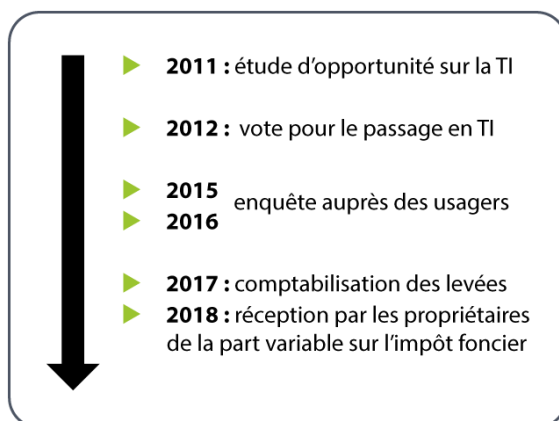 2011 : étude d'opportunité sur la TI
2012 : vote pour le passage en TI
2015
enquête auprès des usagers
2016
2017 : comptabilisation des levées
2018 : réception par les propriétaires
de la part variable sur l'impôt foncier